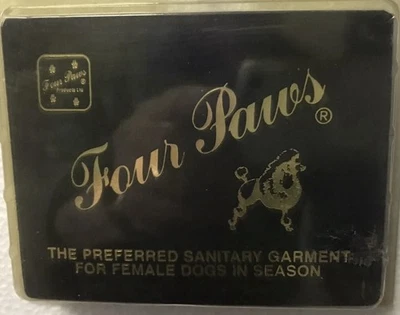 Four Paws
Products Ltd
Four Paws®
THE PREFERRED SANITARY GARMENT
FOR FEMALE DOGS IN SEASON